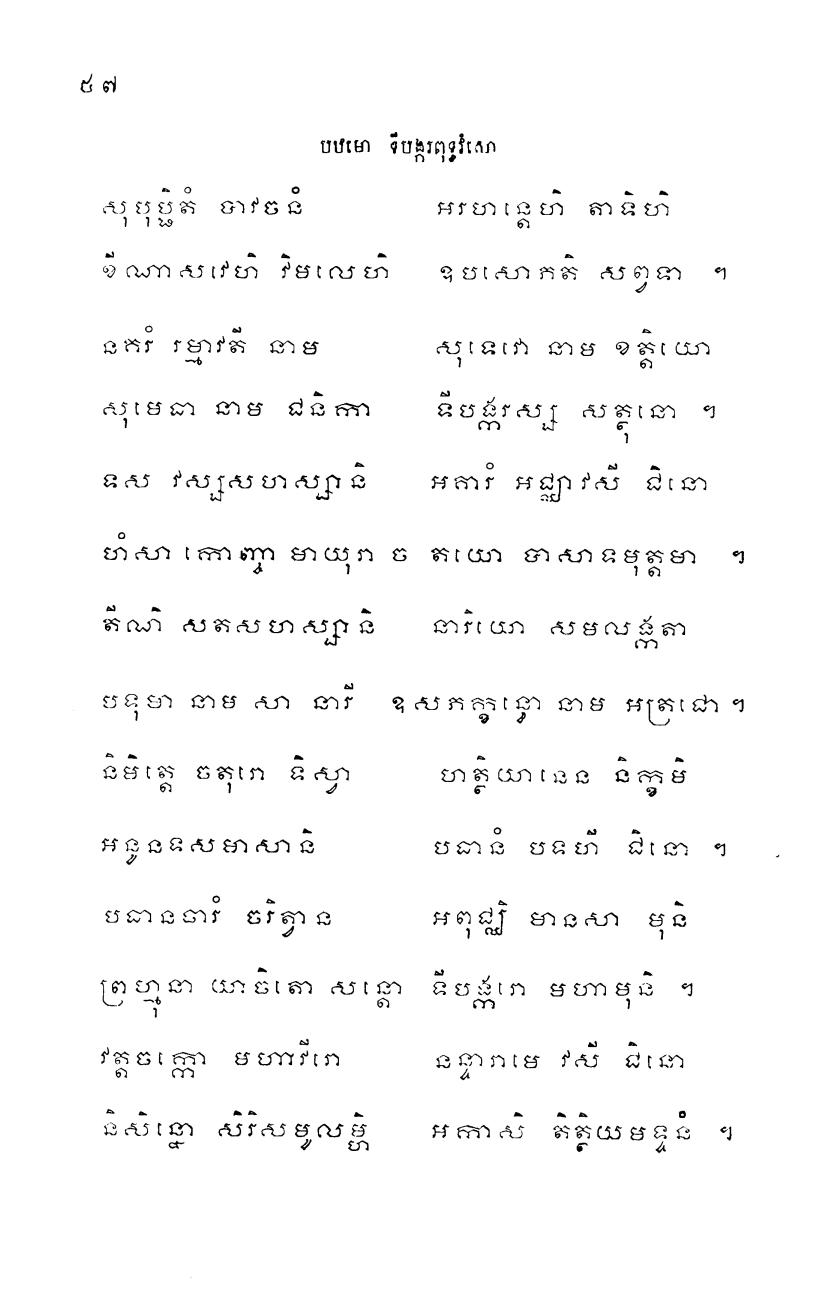 ៥៧
បឋមោ ទីបង្ករពុទ្ធវំសោ
សុបុប្ផិតំ បាវចនំ អរហន្តេហិ តាទិហិ
ខីណាសវេហិ វិមលេហិ ឧបសោភតិ សព្វទា ។
នគរំ រម្មាវតី នាម សុទេវោ នាម ខត្តិយោ
សុមេធា នាម ជនិកា ទីបង្ករស្ស សត្ថុនោ ។
ទស វស្សសហស្សានិ អគារំ អជ្ឈាវសី ជិនោ
ហំសា កោញ្ចា មាយុរា ច តយោ បាសាទមុត្តមា ។
តីណិ សតសហស្សានិ នារិយោ សមលង្កតា
បទុមា នាម សា នារី ឧសភក្ខន្ធោ នាម អត្រជោ ។
និមិត្តេ ចតុរោ ទិស្វា ហត្ថិយានេន និក្ខមិ
អនូនទសមាសានិ បធានំ បទហី ជិនោ ។
បធានចារំ ចរិត្វាន អពុជ្ឈិ មានសា មុនិ
ព្រហ្មុនា យាចិតោ សន្តោ ទីបង្ករោ មហាមុនិ ។
វត្តចក្កោ មហាវីរោ នន្ទារាមេ វសី ជិនោ
និសិន្នោ សិរិសមូលម្ហិ អកាសិ តិត្ថិយមទ្ទនំ ។